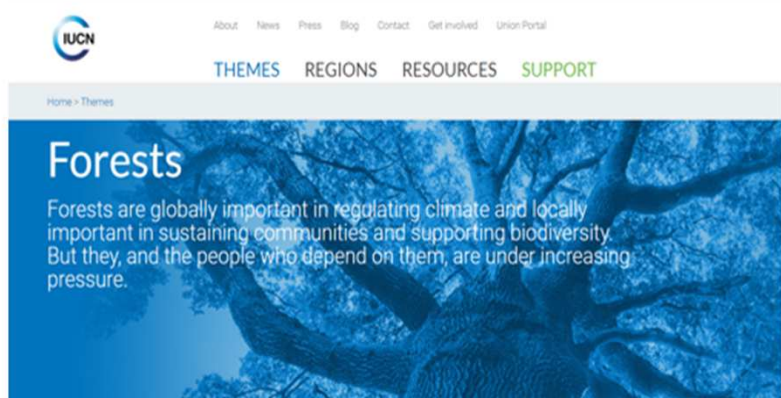 IUCN
About News Press Blog Contact Get involved Union Portal
THEMES REGIONS RESOURCES SUPPORT
Home > Themes
Forests
Forests are globally important in regulating climate and locally
important in sustaining communities and supporting biodiversity.
But they, and the people who depend on them, are under increasing
pressure.